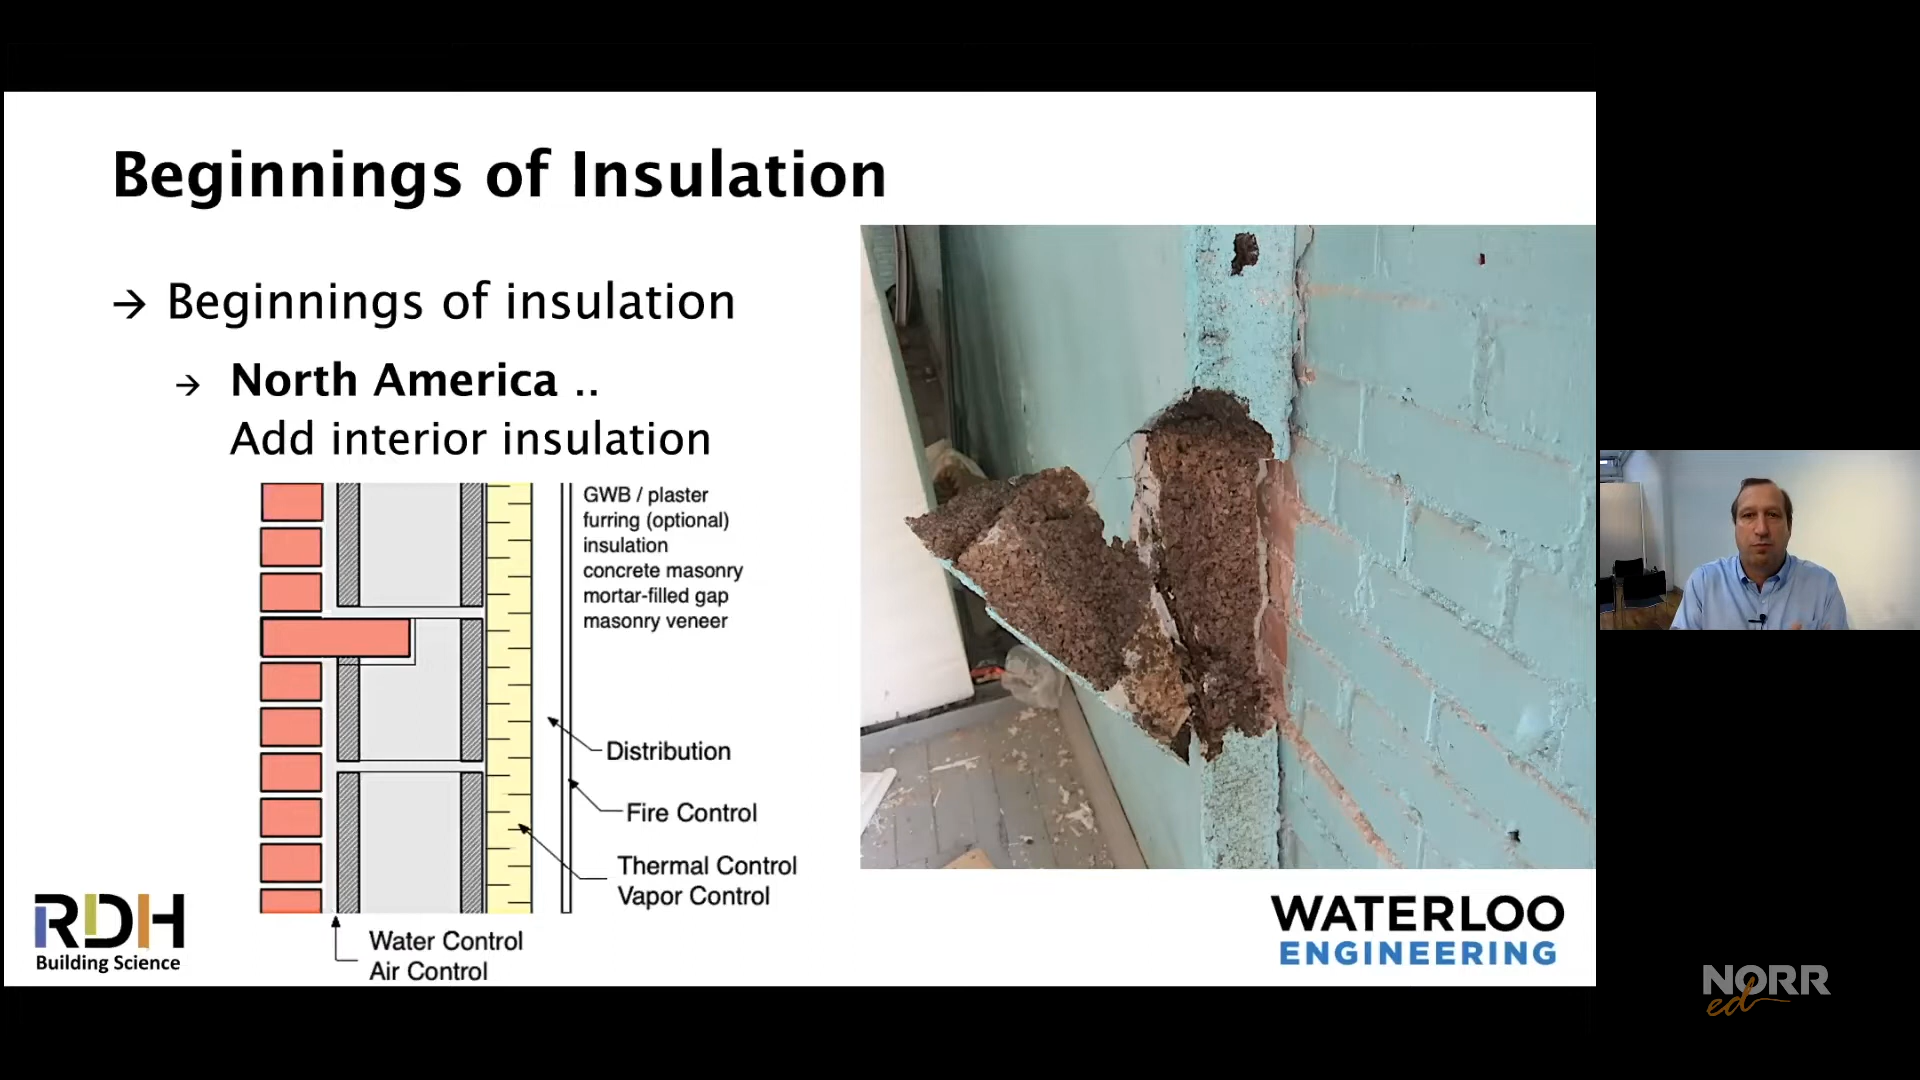 Beginnings of Insulation
→ Beginnings of insulation
→ North America ..
Add interior insulation
GWB / plaster
furring (optional)
insulation
concrete masonry
mortar-filled gap
masonry veneer
Distribution
Fire Control
Thermal Control
Vapor Control
Water Control
Air Control
RDH
Building Science
WATERLOO
ENGINEERING
NORR
ed